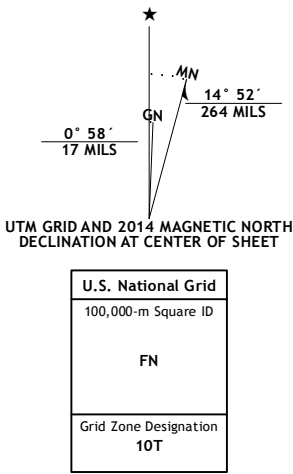 MN
GN
14° 52´
264 MILS
0° 58´
17 MILS
UTM GRID AND 2014 MAGNETIC NORTH
DECLINATION AT CENTER OF SHEET
U.S. National Grid
100,000-m Square ID
FN
Grid Zone Designation
10T